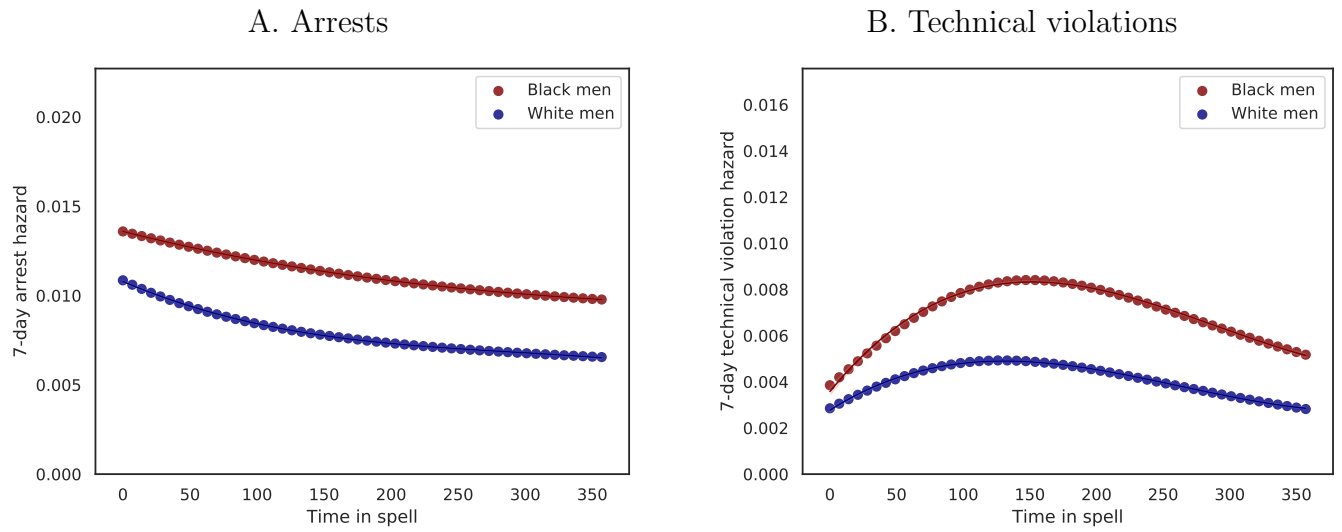 A. Arrests
Black men
White men
0.020
0.015
0.010
0.005
0.000
7-day arrest hazard
0 50 100 150 200 250 300 350
Time in spell
B. Technical violations
Black men
White men
0.016
0.014
0.012
0.010
0.008
0.006
0.004
0.002
0.000
7-day technical violation hazard
0 50 100 150 200 250 300 350
Time in spell